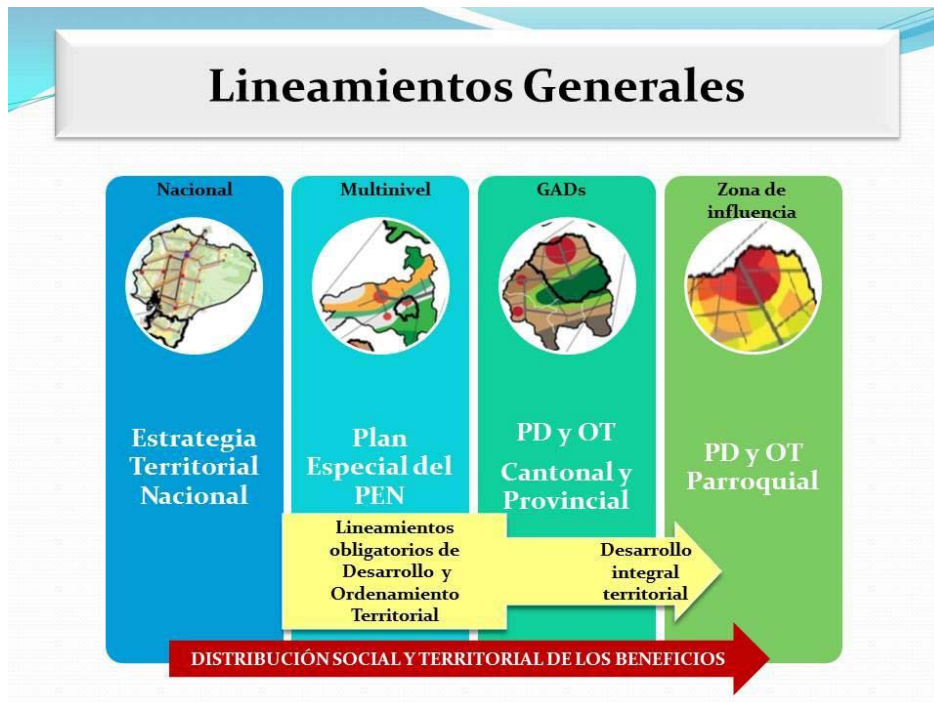 Lineamientos Generales
Nacional
Estrategia
Territorial
Nacional
Multinivel
Plan
Especial del
PEN
GADs
PD y OT
Cantonal y
Provincial
Zona de
influencia
PD y OT
Parroquial
Lineamientos
obligatorios de
Desarrollo y
Ordenamiento
Territorial
Desarrollo
integral
territorial
DISTRIBUCIÓN SOCIAL Y TERRITORIAL DE LOS BENEFICIOS